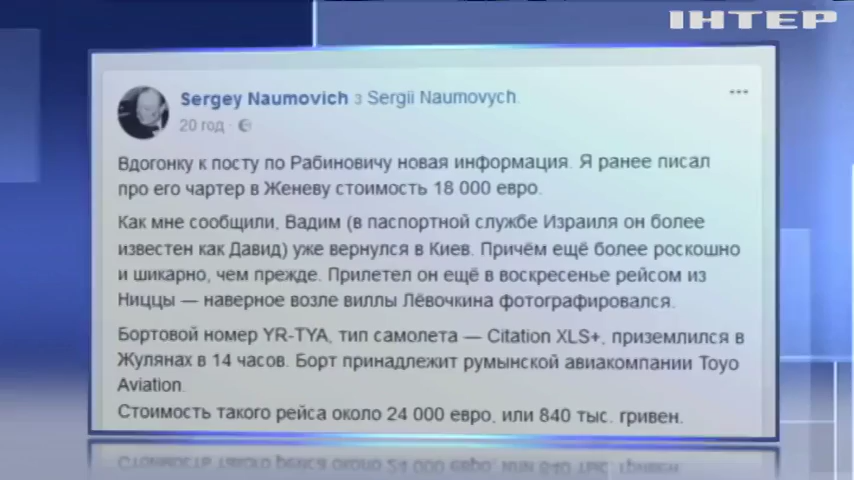 ІНТЕР
Sergey Naumovich з Sergii Naumovych.
20 год ·
Вдогонку к посту по Рабиновичу новая информация. Я ранее писал
про его чартер в Женеву стоимость 18 000 евро.
Как мне сообщили, Вадим (в паспортной службе Израиля он более
известен как Давид) уже вернулся в Киев. Причём ещё более роскошно
и шикарно, чем прежде. Прилетел он ещё в воскресенье рейсом из
Ниццы — наверное возле виллы Лёвочкина фотографировался.
Бортовой номер YR-TYA, тип самолета — Citation XLS+, приземлился в
Жулянах в 14 часов. Борт принадлежит румынской авиакомпании Toyo
Aviation.
Стоимость такого рейса около 24 000 евро, или 840 тыс. гривен.